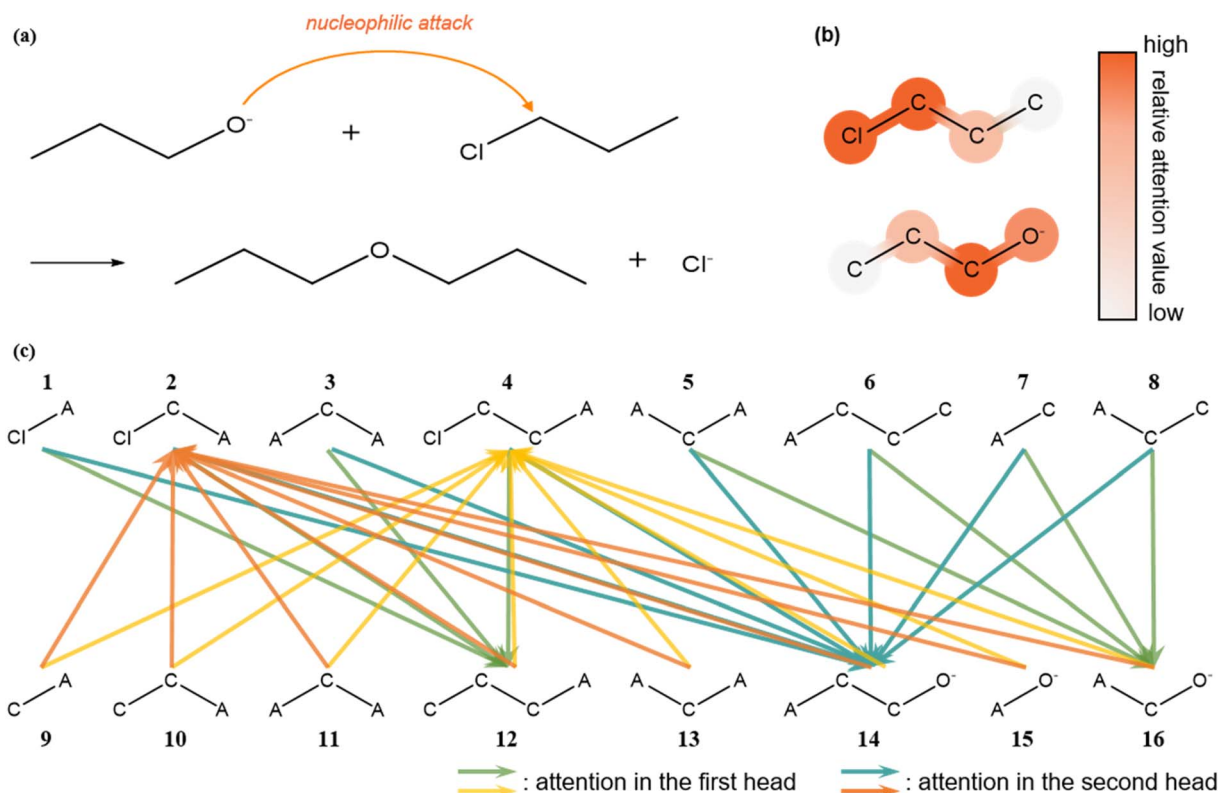 (a)
nucleophilic attack
O⁻
+
Cl
O
+
Cl⁻
(b)
Cl C C C
C C C O⁻
high
relative attention value
low
(c)
1 2 3 4 5 6 7 8
A C C A A A C C C A C
Cl Cl A A A Cl C C A C A C
9 10 11 12 13 14 15 16
A C C C A A A C O⁻ O⁻ A O⁻
C C A A A C C C A C A C
: attention in the first head
: attention in the second head